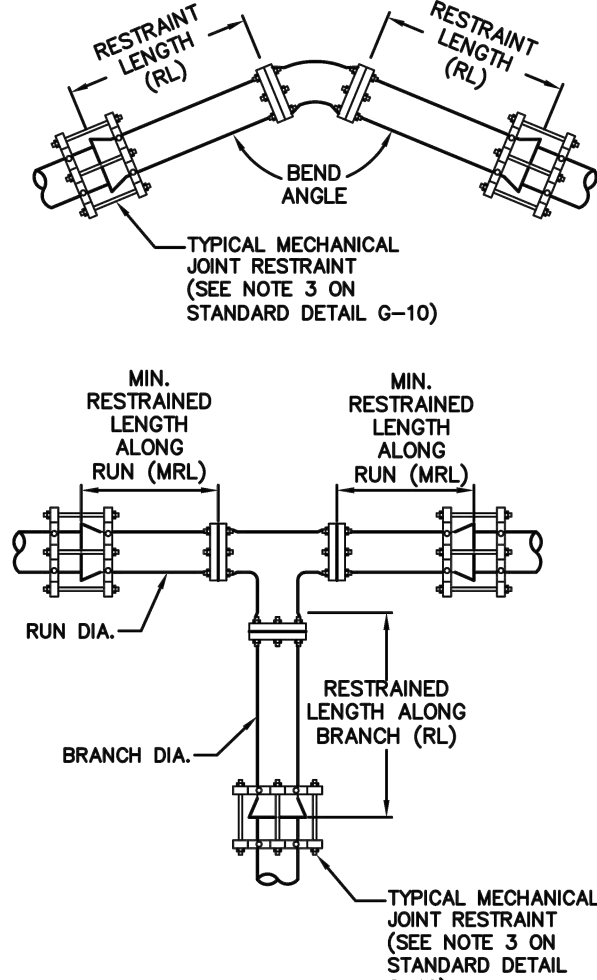 RESTRAINT
LENGTH
(RL)
RESTRAINT
LENGTH
(RL)
BEND
ANGLE
TYPICAL MECHANICAL
JOINT RESTRAINT
(SEE NOTE 3 ON
STANDARD DETAIL G-10)
MIN.
RESTRAINED
LENGTH
ALONG
RUN (MRL)
MIN.
RESTRAINED
LENGTH
ALONG
RUN (MRL)
RUN DIA.
RESTRAINED
LENGTH ALONG
BRANCH (RL)
BRANCH DIA.
TYPICAL MECHANICAL
JOINT RESTRAINT
(SEE NOTE 3 ON
STANDARD DETAIL